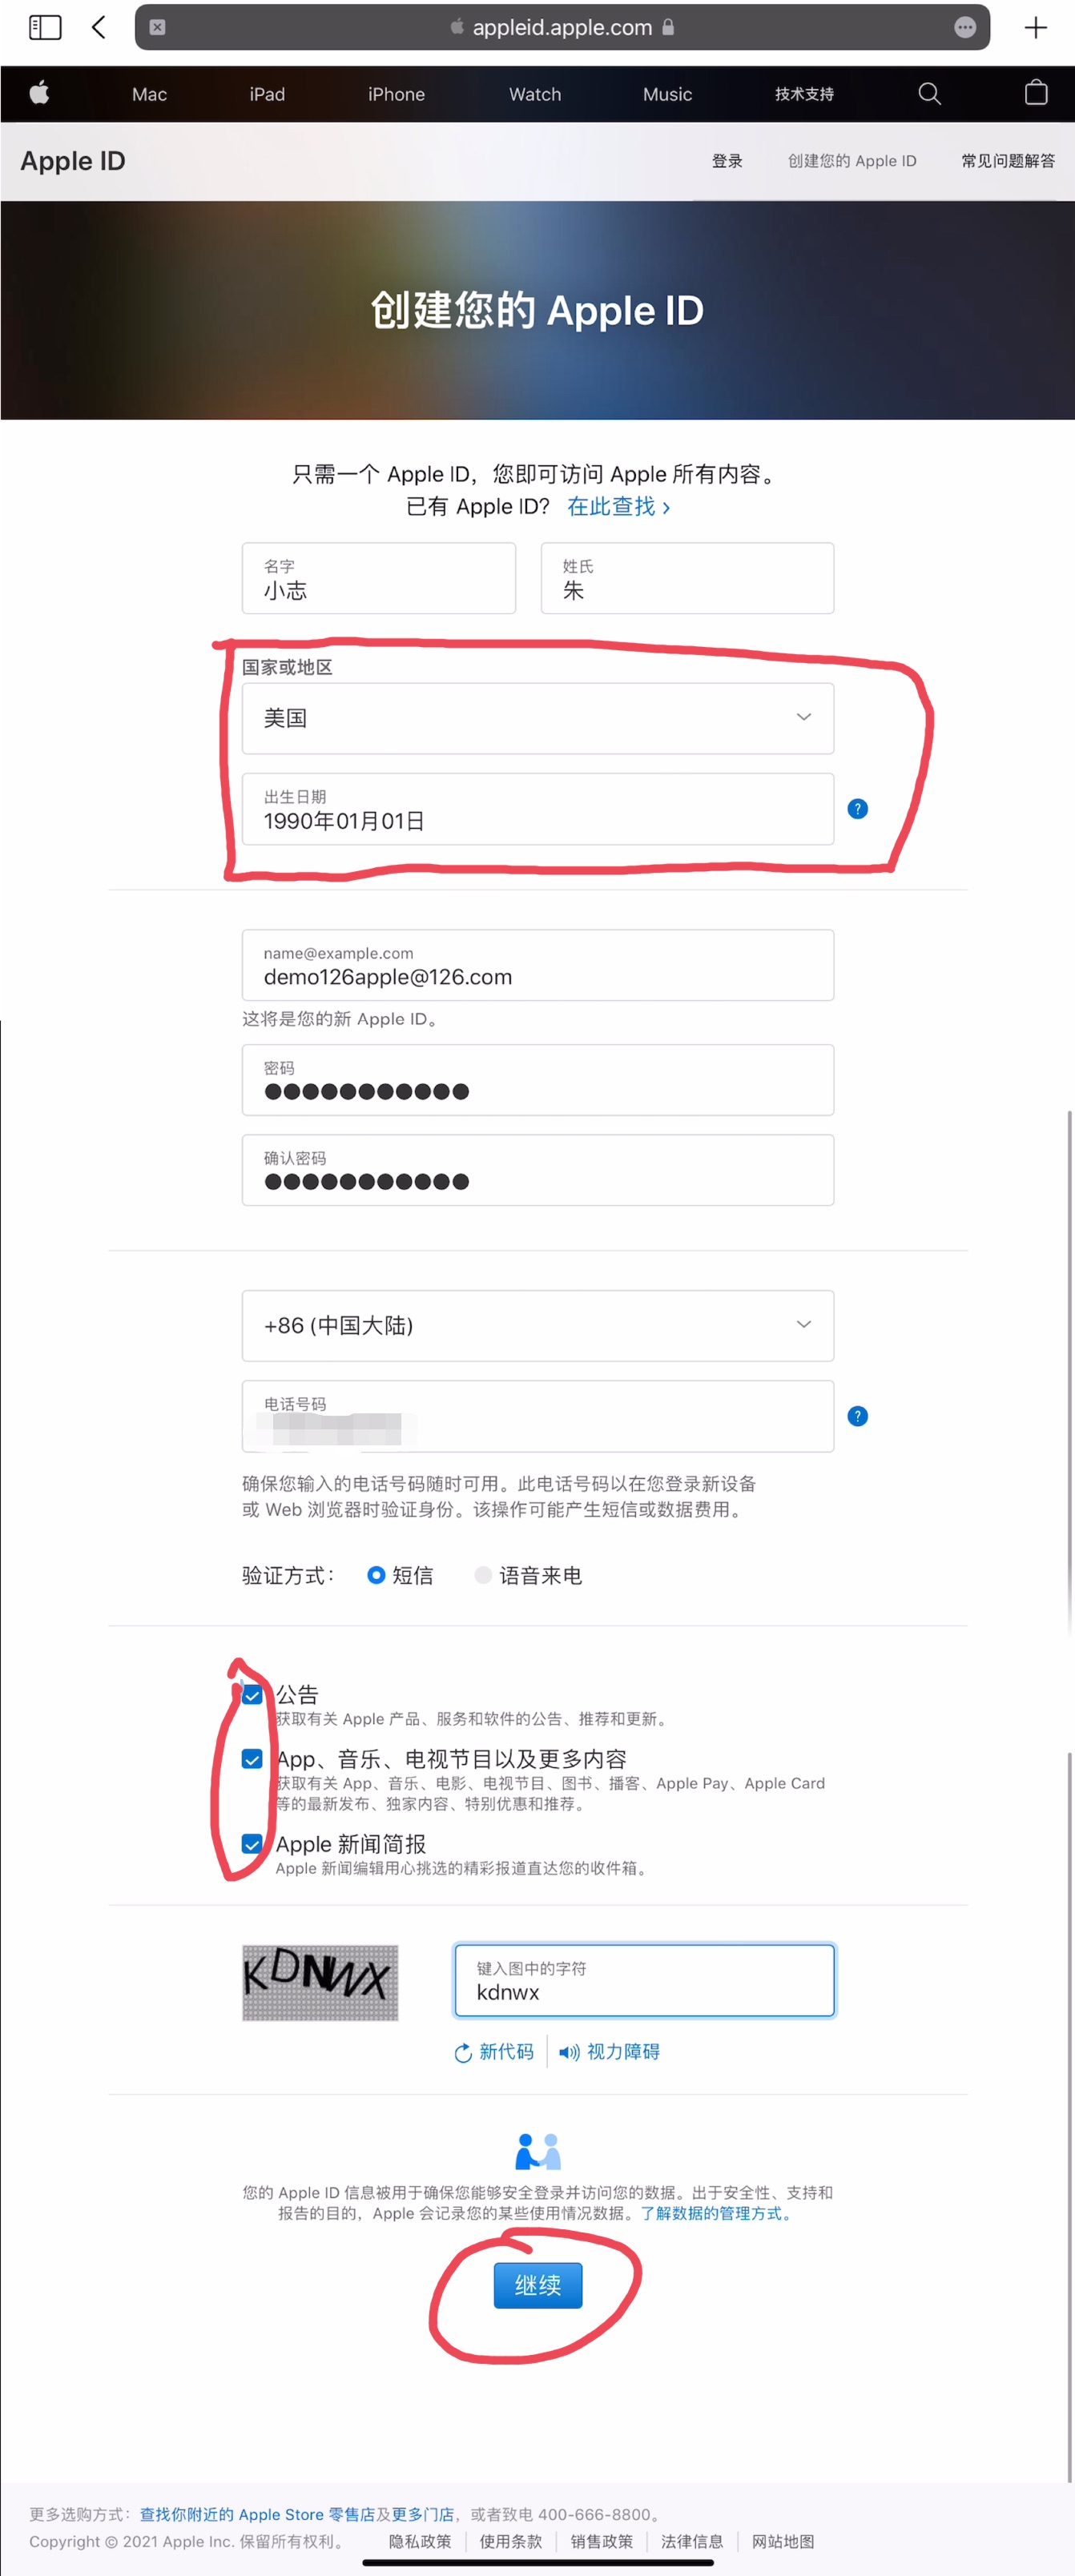 appleid.apple.com
Mac iPad iPhone Watch Music 技术支持
Apple ID 登录 创建您的 Apple ID 常见问题解答
创建您的 Apple ID
只需一个 Apple ID，您即可访问 Apple 所有内容。
已有 Apple ID？ 在此查找 ›
名字 姓氏
小志 朱
国家或地区
美国
出生日期
1990年01月01日
name@example.com
demo126apple@126.com
这将是您的新 Apple ID。
密码
确认密码
+86 (中国大陆)
电话号码
确保您输入的电话号码随时可用。此电话号码以在您登录新设备
或 Web 浏览器时验证身份。该操作可能产生短信或数据费用。
验证方式： 短信 语音来电
公告
获取有关 Apple 产品、服务和软件的公告、推荐和更新。
App、音乐、电视节目以及更多内容
获取有关 App、音乐、电影、电视节目、图书、播客、Apple Pay、Apple Card
等的最新发布、独家内容、特别优惠和推荐。
Apple 新闻简报
Apple 新闻编辑用心挑选的精彩报道直达您的收件箱。
KDNWX
键入图中的字符
kdnwx
新代码 视力障碍
您的 Apple ID 信息被用于确保您能够安全登录并访问您的数据。出于安全性、支持和
报告的目的，Apple 会记录您的某些使用情况数据。了解数据的管理方式。
继续
更多选购方式：查找你附近的 Apple Store 零售店及更多门店，或者致电 400-666-8800。
Copyright © 2021 Apple Inc. 保留所有权利。 隐私政策 使用条款 销售政策 法律信息 网站地图